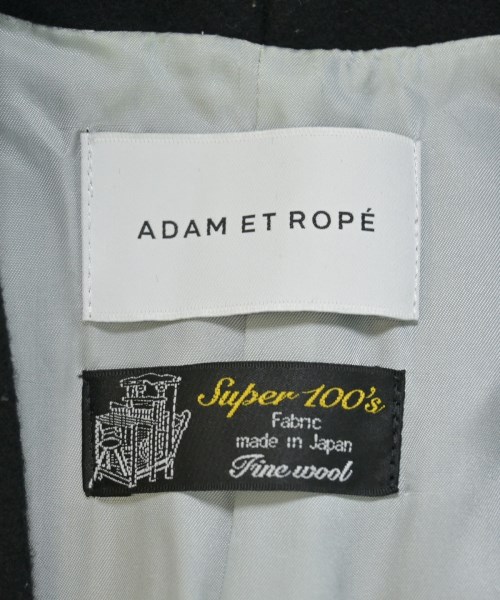 ADAM ET ROPÉ
Super 100's
Fabric
made in Japan
Fine wool